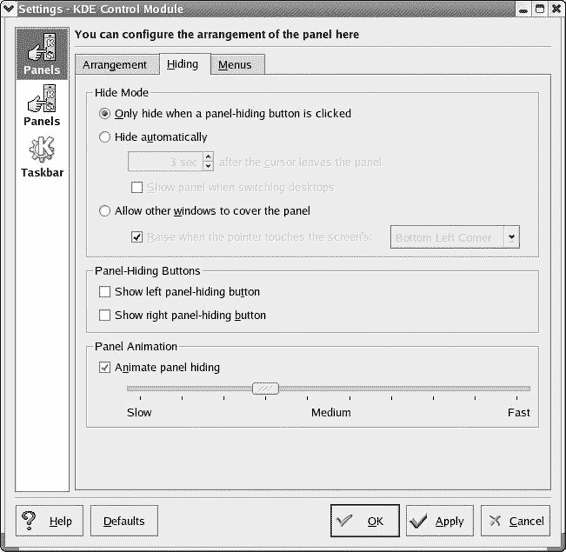 Settings - KDE Control Module
Panels
Panels
Taskbar
You can configure the arrangement of the panel here
Arrangement
Hiding
Menus
Hide Mode
Only hide when a panel-hiding button is clicked
Hide automatically
3 sec after the cursor leaves the panel
Show panel when switching desktops
Allow other windows to cover the panel
Raise when the pointer touches the screen's: Bottom Left Corner
Panel-Hiding Buttons
Show left panel-hiding button
Show right panel-hiding button
Panel Animation
Animate panel hiding
Slow Medium Fast
Help Defaults OK Apply Cancel